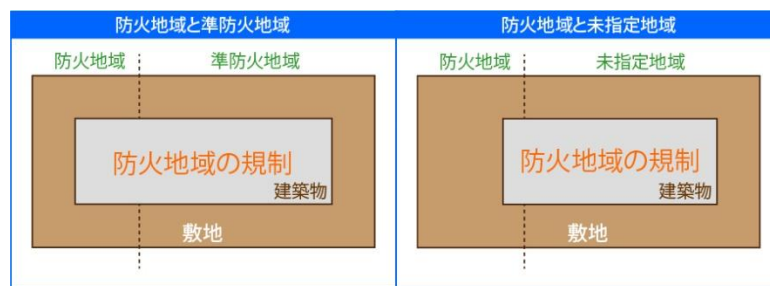 防火地域と準防火地域
防火地域
準防火地域
防火地域の規制
建築物
敷地
防火地域と未指定地域
防火地域
未指定地域
防火地域の規制
建築物
敷地